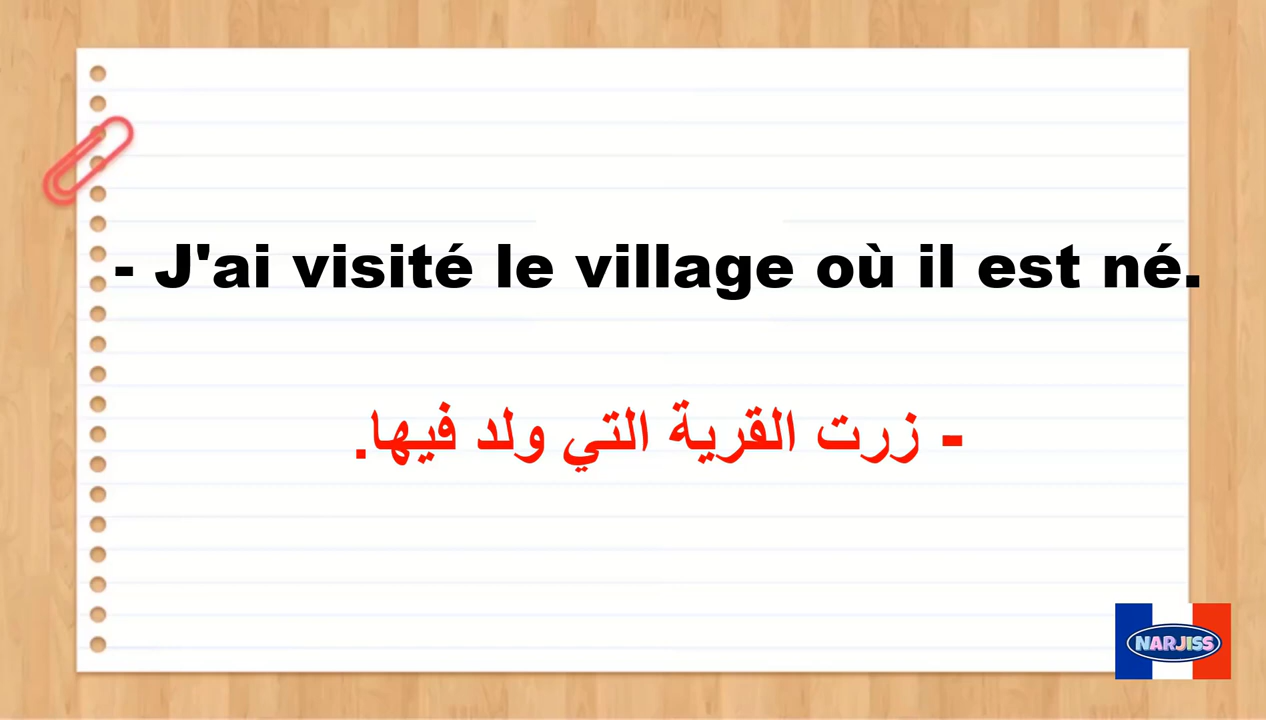 - J'ai visité le village où il est né.
- زرت القرية التي ولد فيها.
NARJISS